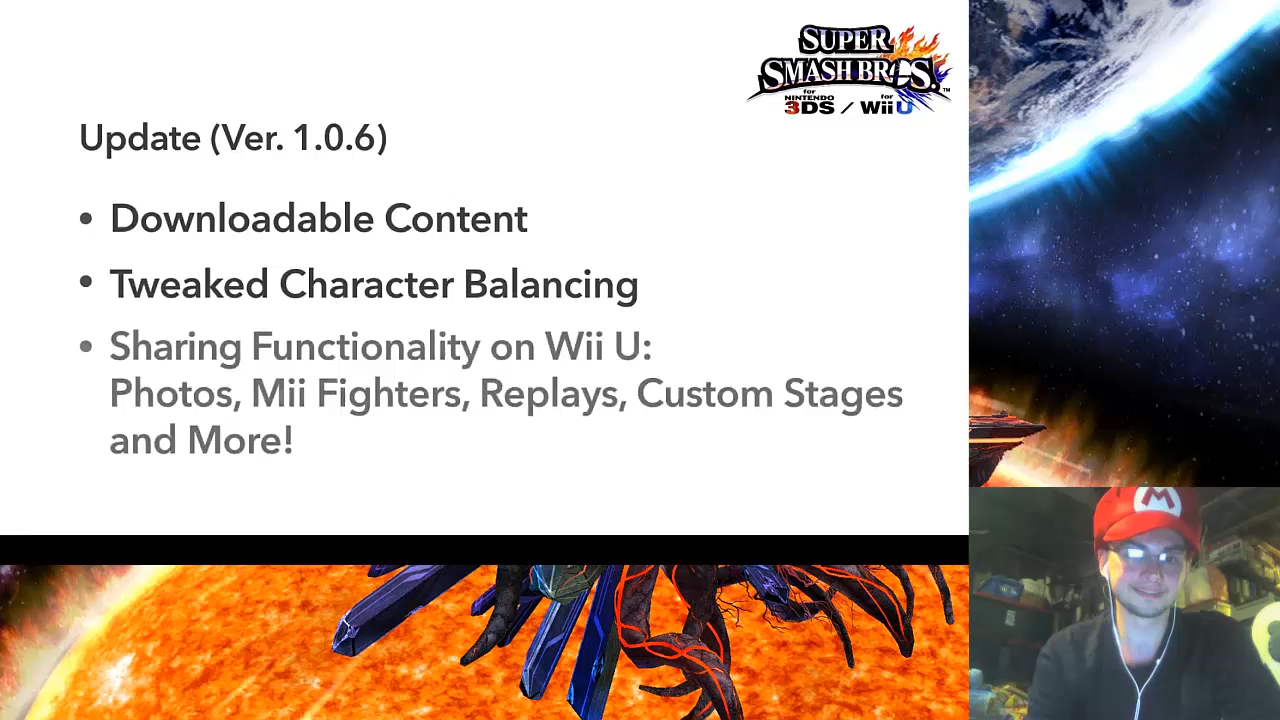 SUPER
SMASH BROS.™
for NINTENDO 3DS / for Wii U
Update (Ver. 1.0.6)
• Downloadable Content
• Tweaked Character Balancing
• Sharing Functionality on Wii U:
Photos, Mii Fighters, Replays, Custom Stages
and More!
M